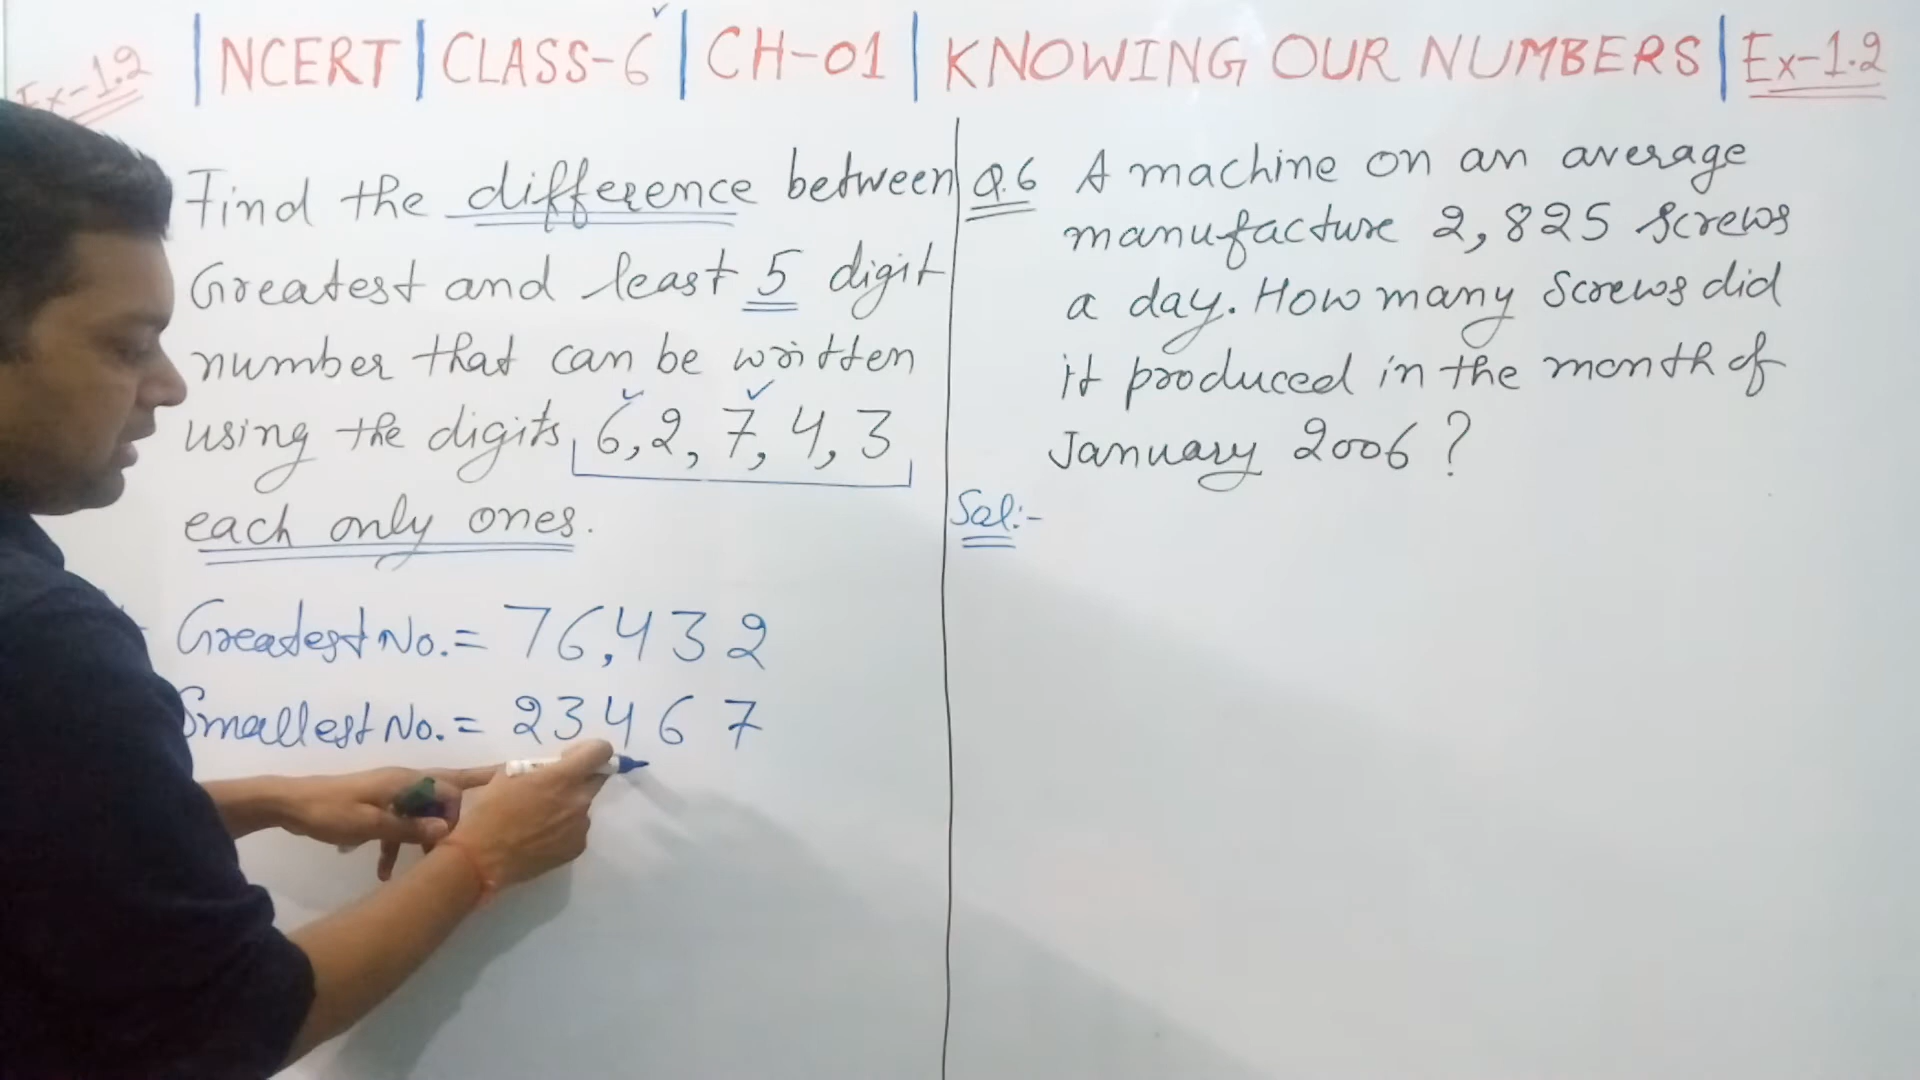 Ex-1.2 | NCERT | CLASS-6 | CH-01 | KNOWING OUR NUMBERS | Ex-1.2
Find the difference between
Greatest and least 5 digit
number that can be written
using the digits 6, 2, 7, 4, 3
each only ones.
Greatest No. = 76,432
Smallest No. = 23467
Q.6 A machine on an average
manufacture 2,825 screws
a day. How many screws did
it produced in the month of
January 2006 ?
Sol:-